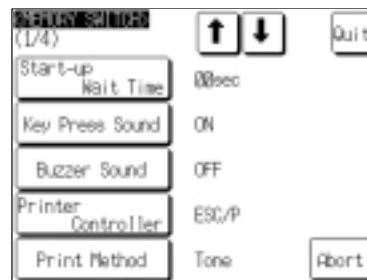 <MEMORY SWITCH>
(1/4)
Quit
Start-up
Wait Time
00sec
Key Press Sound
ON
Buzzer Sound
OFF
Printer
Controller
ESC/P
Print Method
Tone
Abort